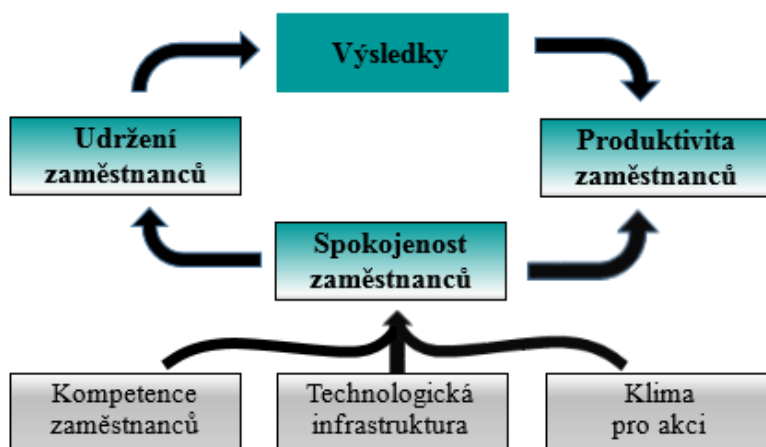 Výsledky
Udržení
zaměstnanců
Produktivita
zaměstnanců
Spokojenost
zaměstnanců
Kompetence
zaměstnanců
Technologická
infrastruktura
Klima
pro akci